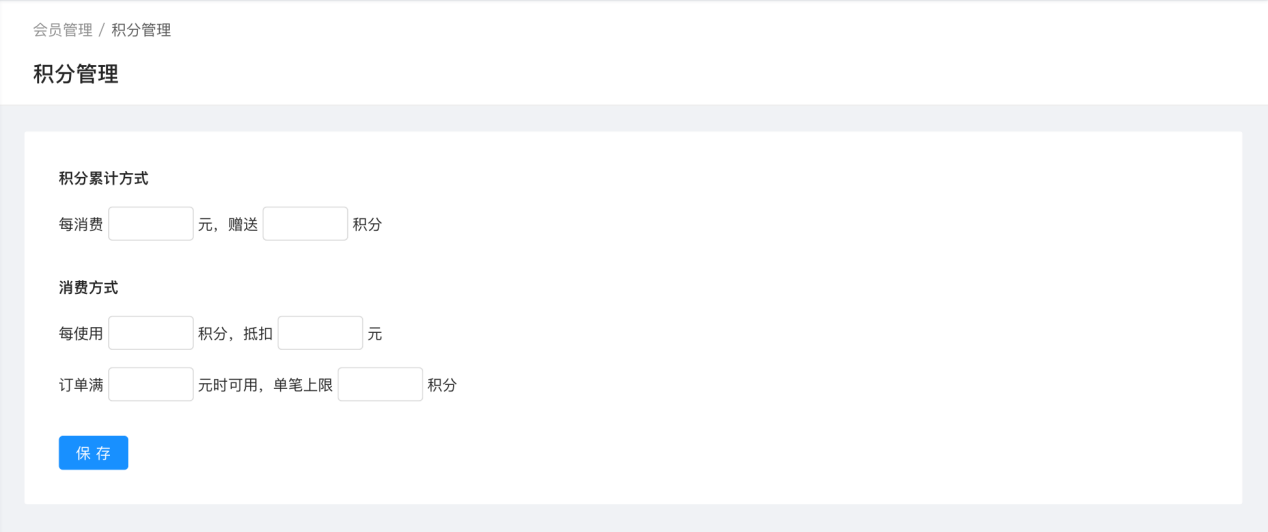 会员管理 / 积分管理
积分管理
积分累计方式
每消费 元，赠送 积分
消费方式
每使用 积分，抵扣 元
订单满 元时可用，单笔上限 积分
保 存